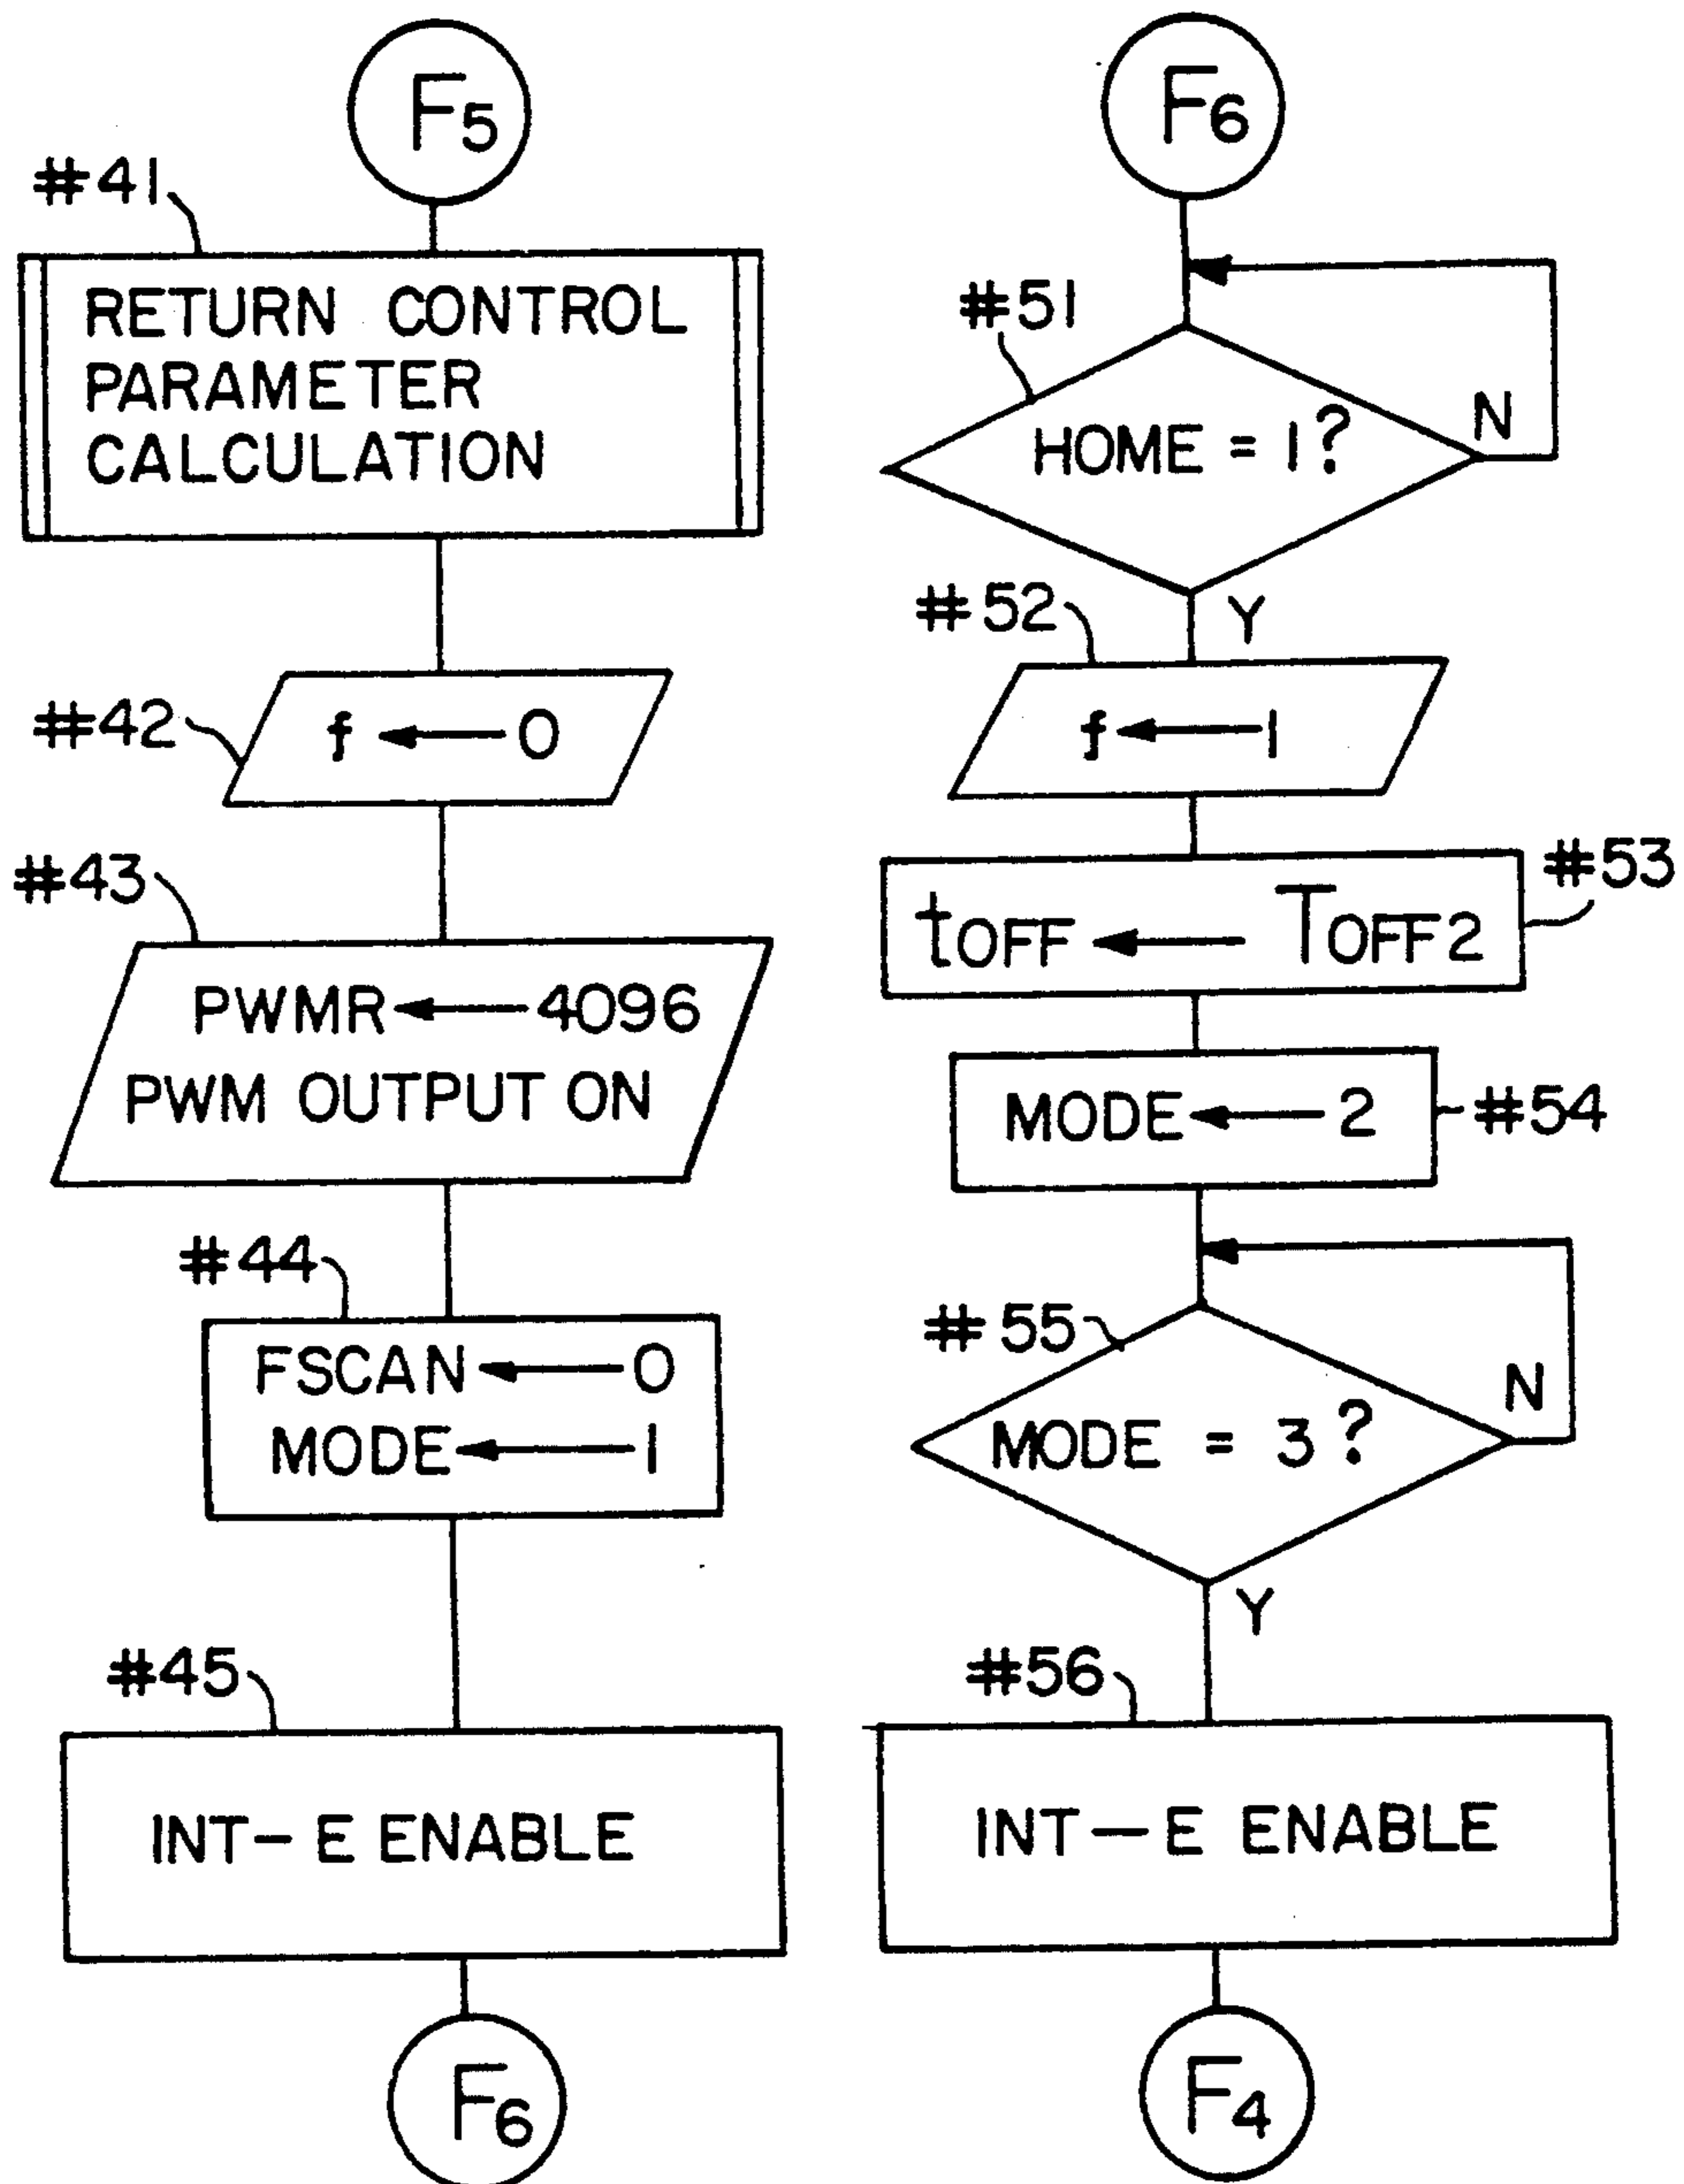 F5
#41
RETURN CONTROL
PARAMETER
CALCULATION
#42
f ← 0
#43
PWMR ← 4096
PWM OUTPUT ON
#44
FSCAN ← 0
MODE ← 1
#45
INT-E ENABLE
F6
F6
#51
HOME = 1?
N
Y
#52
f ← 1
#53
tOFF ← TOFF2
MODE ← 2
#54
#55
MODE = 3?
N
Y
#56
INT-E ENABLE
F4